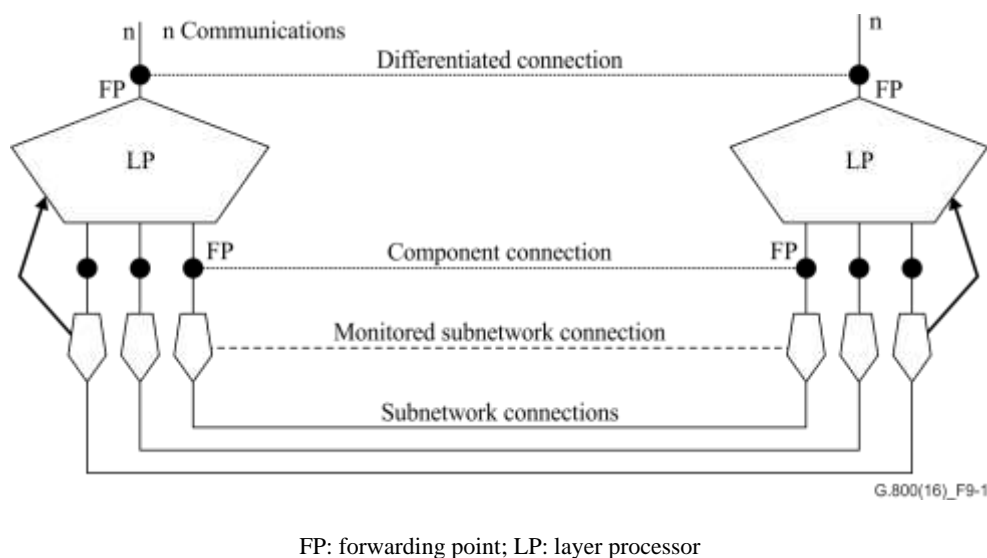 n n Communications n
Differentiated connection
FP FP
LP LP
FP Component connection FP
Monitored subnetwork connection
Subnetwork connections
G.800(16)_F9-1
FP: forwarding point; LP: layer processor